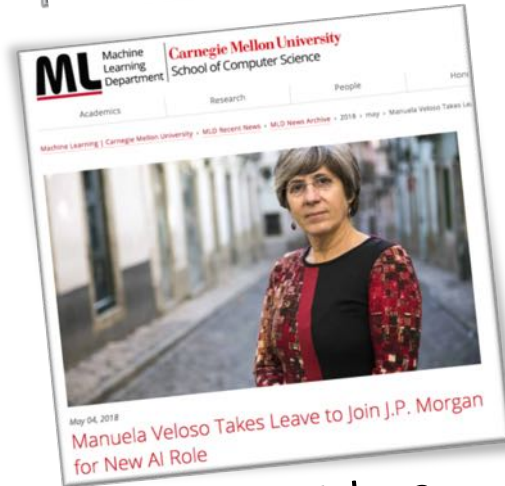 ML Machine Learning Department
Carnegie Mellon University
School of Computer Science
Academics Research People
Machine Learning | Carnegie Mellon University › MLD Recent News › MLD News Archive › 2018 › may › Manuela Veloso Takes
May 04, 2018
Manuela Veloso Takes Leave to Join J.P. Morgan
for New AI Role